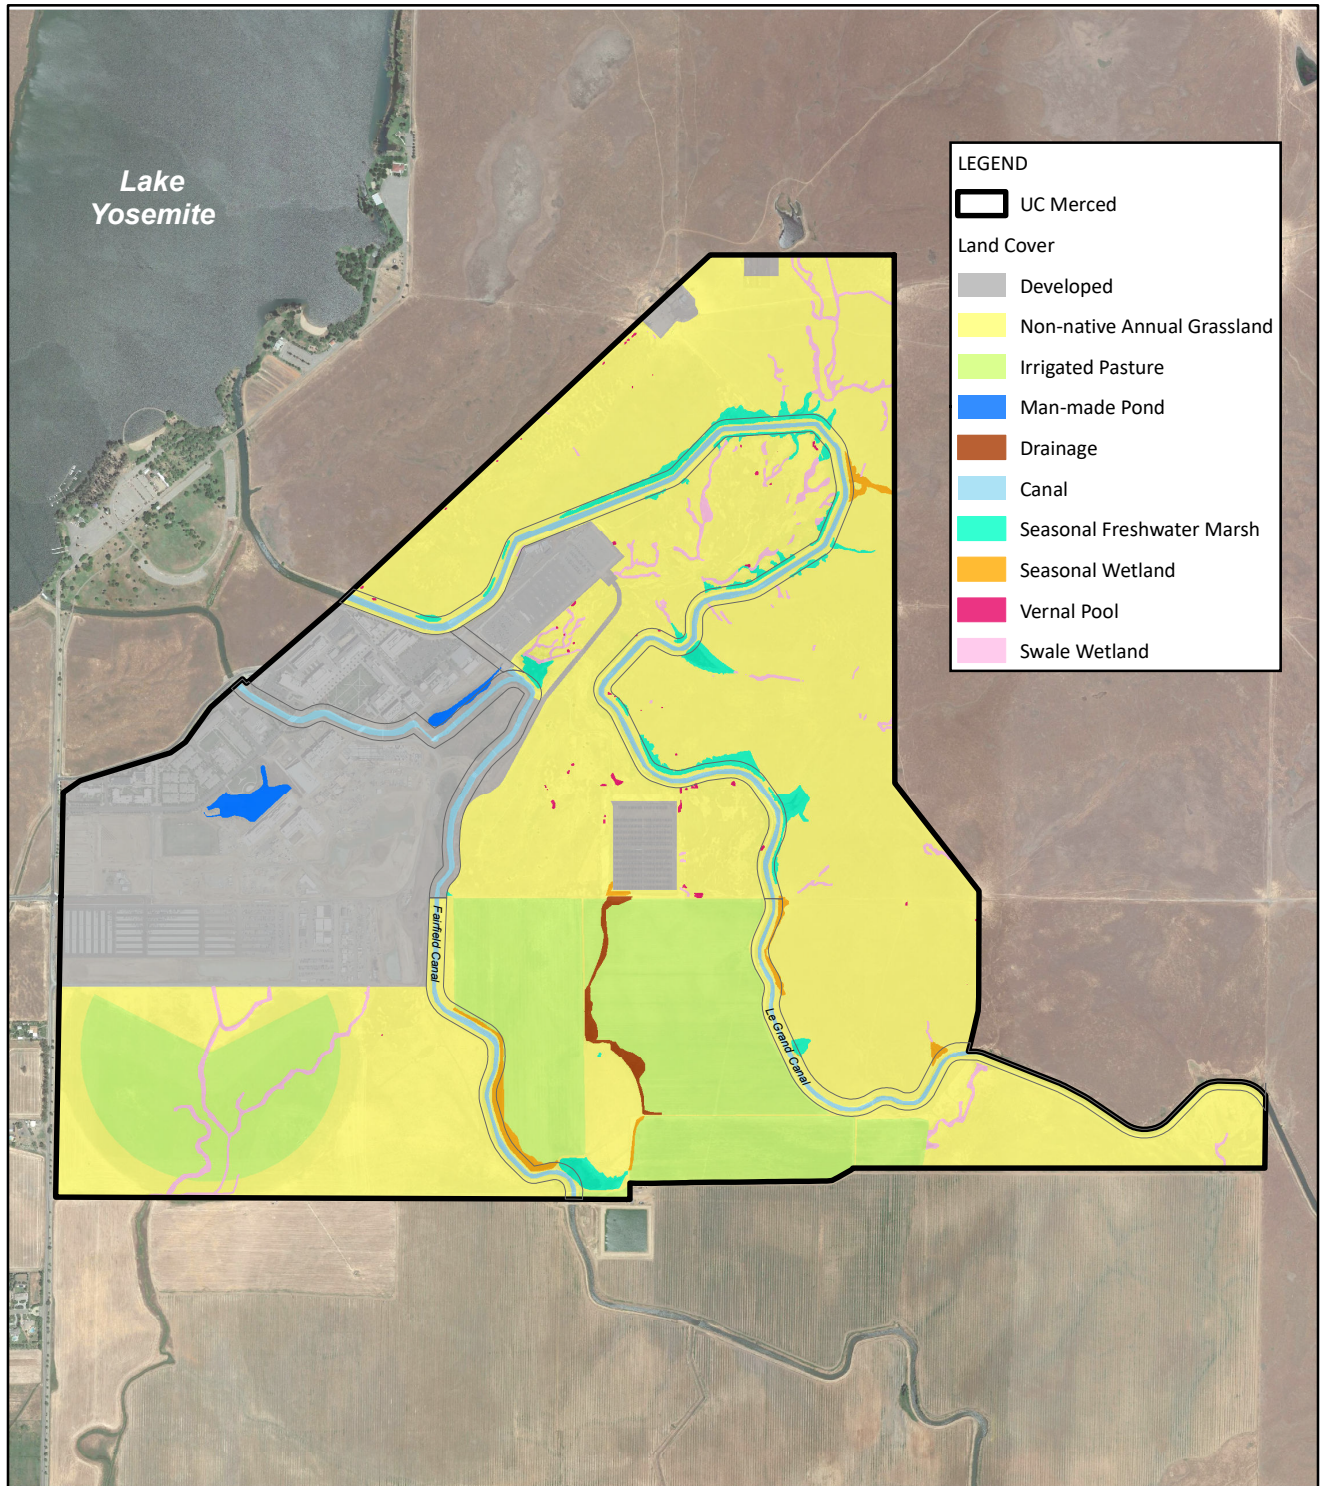 Lake
Yosemite
LEGEND
UC Merced
Land Cover
Developed
Non-native Annual Grassland
Irrigated Pasture
Man-made Pond
Drainage
Canal
Seasonal Freshwater Marsh
Seasonal Wetland
Vernal Pool
Swale Wetland
Fairfield Canal
Le Grand Canal